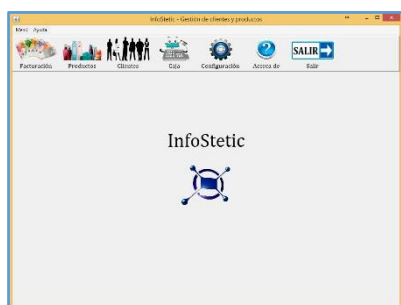 InfoStetic - Gestión de clientes y productos
Menú Ayuda
SALIR
Facturación Productos Clientes Caja Configuración Acerca de Salir
InfoStetic